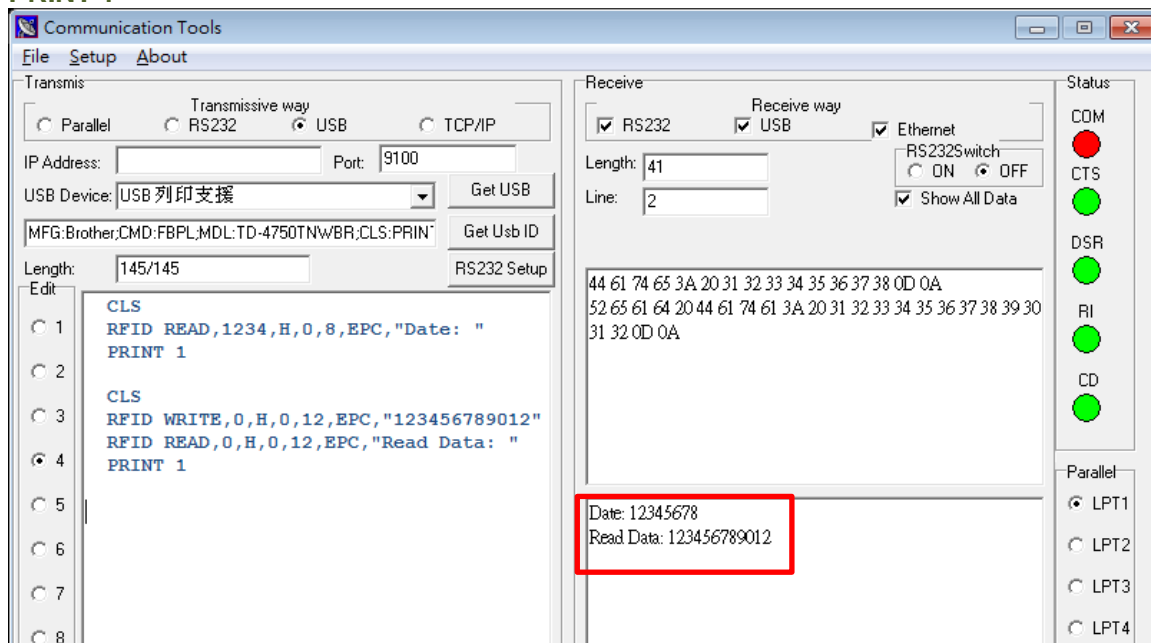 Communication Tools
File Setup About
Transmis
Transmissive way
Parallel RS232 USB TCP/IP
IP Address: Port: 9100
USB Device: USB 列印支援 Get USB
MFG:Brother;CMD:FBPL;MDL:TD-4750TNWBR;CLS:PRIN Get Usb ID
Length: 145/145 RS232 Setup
Edit
1
2
3
4
5
6
7
8
CLS
RFID READ,1234,H,0,8,EPC,"Date: "
PRINT 1
CLS
RFID WRITE,0,H,0,12,EPC,"123456789012"
RFID READ,0,H,0,12,EPC,"Read Data: "
PRINT 1
Receive
Receive way
RS232 USB Ethernet
RS232Switch
ON OFF
Length: 41
Line: 2
Show All Data
44 61 74 65 3A 20 31 32 33 34 35 36 37 38 0D 0A
52 65 61 64 20 44 61 74 61 3A 20 31 32 33 34 35 36 37 38 39 30
31 32 0D 0A
Date: 12345678
Read Data: 123456789012
Status
COM
CTS
DSR
RI
CD
Parallel
LPT1
LPT2
LPT3
LPT4